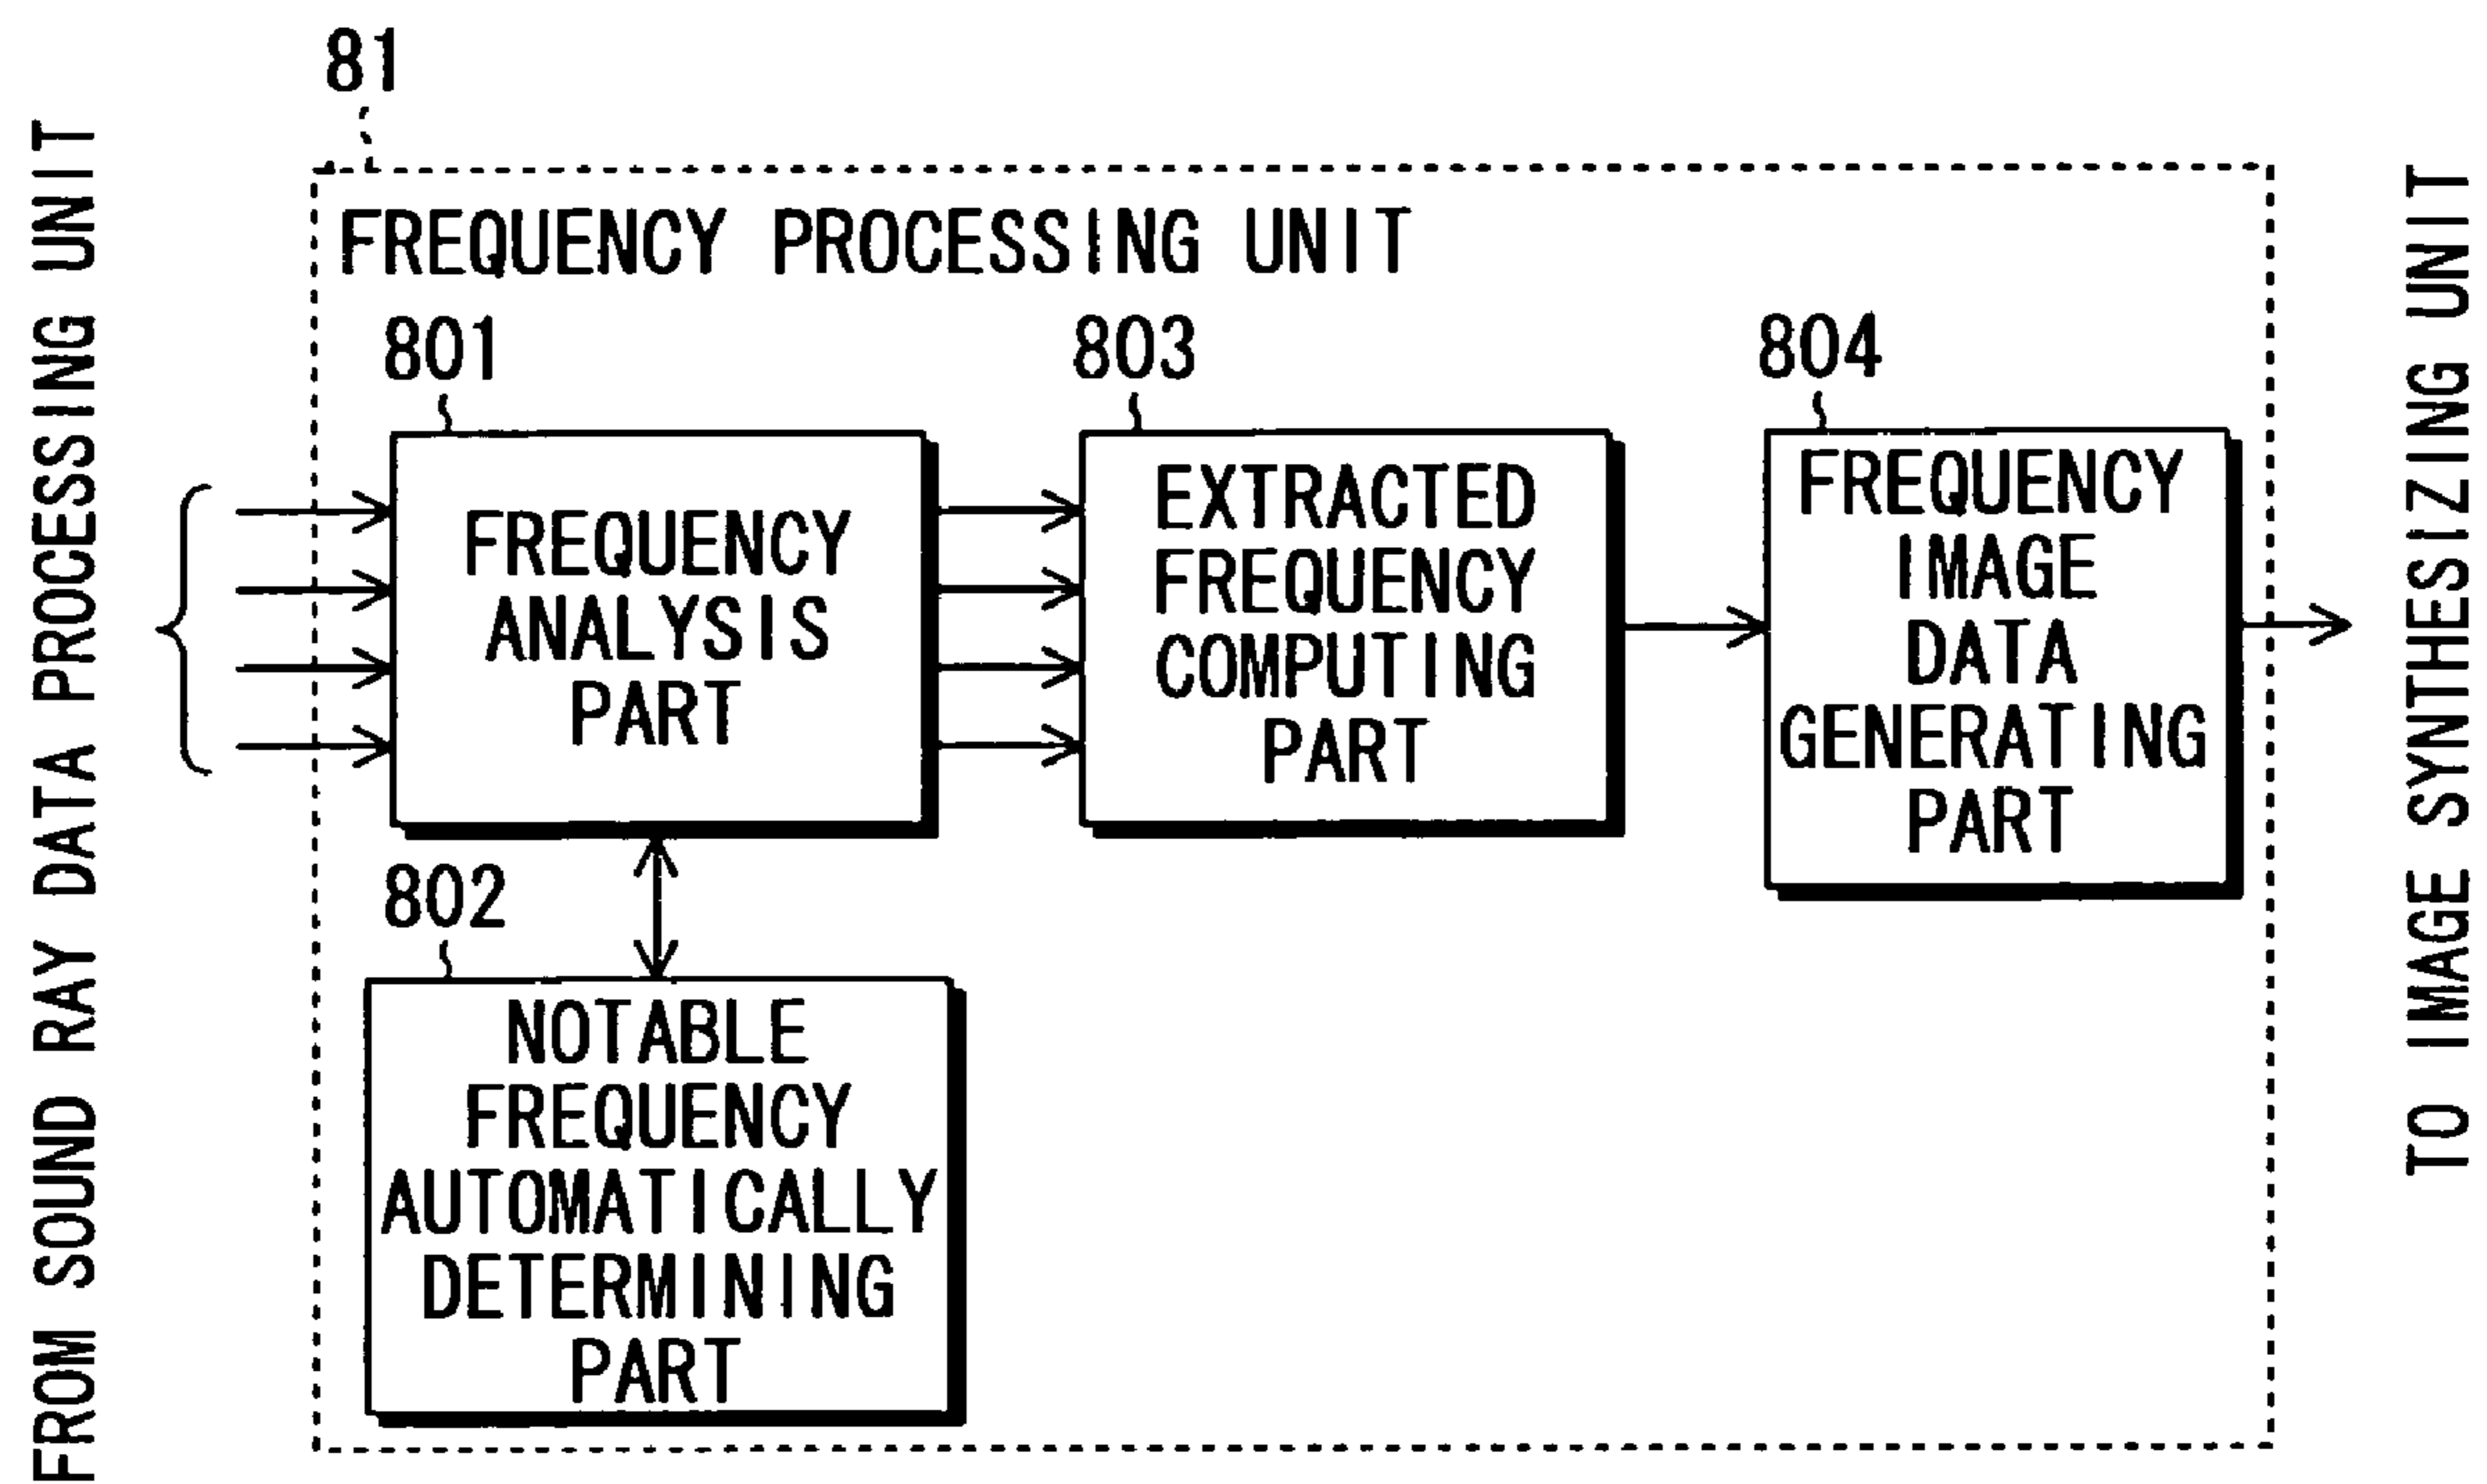 81
FROM SOUND RAY DATA PROCESSING UNIT
FREQUENCY PROCESSING UNIT
801
FREQUENCY
ANALYSIS
PART
802
NOTABLE
FREQUENCY
AUTOMATICALLY
DETERMINING
PART
803
EXTRACTED
FREQUENCY
COMPUTING
PART
804
FREQUENCY
IMAGE
DATA
GENERATING
PART
TO IMAGE SYNTHESIZING UNIT